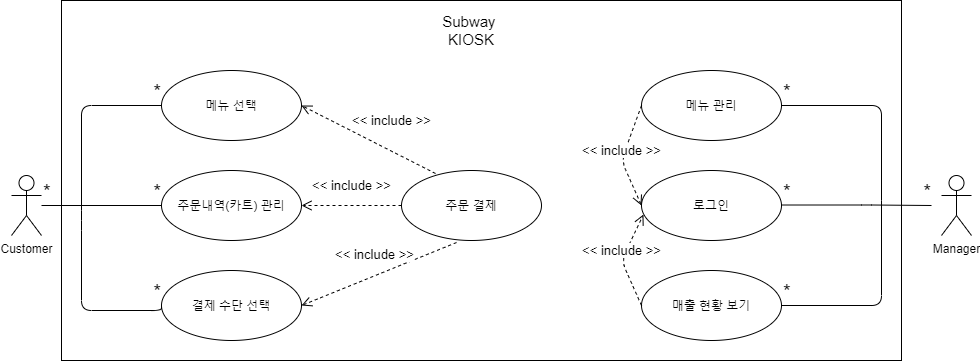 Subway
KIOSK
*
메뉴 선택
<< include >>
메뉴 관리
*
<< include >>
*
*
주문내역(카트) 관리
<< include >>
주문 결제
로그인
*
*
Customer
Manager
<< include >>
<< include >>
*
결제 수단 선택
매출 현황 보기
*